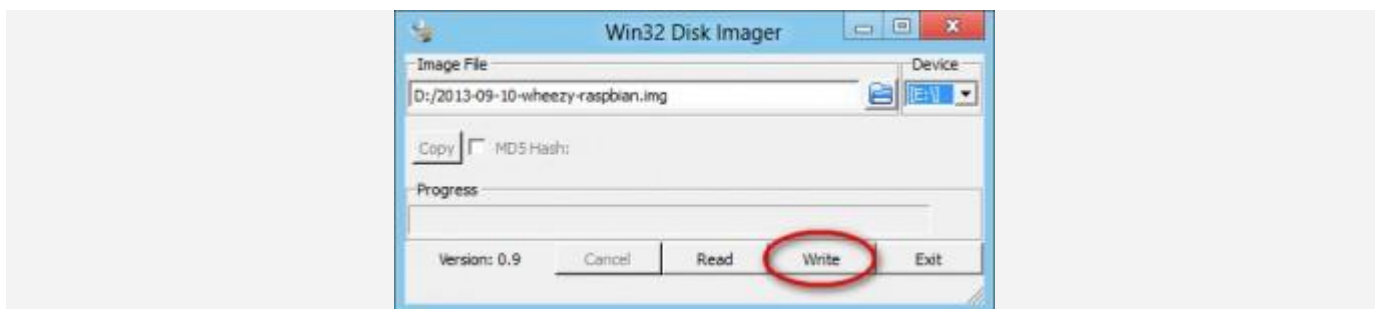 Win32 Disk Imager
Image File
Device
D:/2013-09-10-wheezy-raspbian.img
[E:\]
Copy
MD5 Hash:
Progress
Version: 0.9 Cancel Read Write Exit